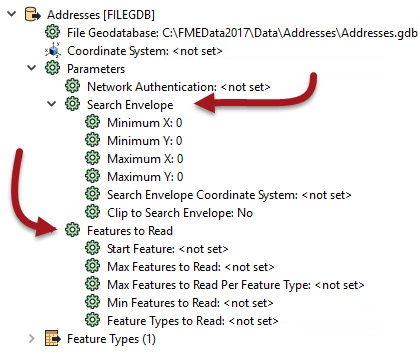 Addresses [FILEGDB]
File Geodatabase: C:\FMEData2017\Data\Addresses\Addresses.gdb
Coordinate System: <not set>
Parameters
Network Authentication: <not set>
Search Envelope
Minimum X: 0
Minimum Y: 0
Maximum X: 0
Maximum Y: 0
Search Envelope Coordinate System: <not set>
Clip to Search Envelope: No
Features to Read
Start Feature: <not set>
Max Features to Read: <not set>
Max Features to Read Per Feature Type: <not set>
Min Features to Read: <not set>
Feature Types to Read: <not set>
Feature Types (1)